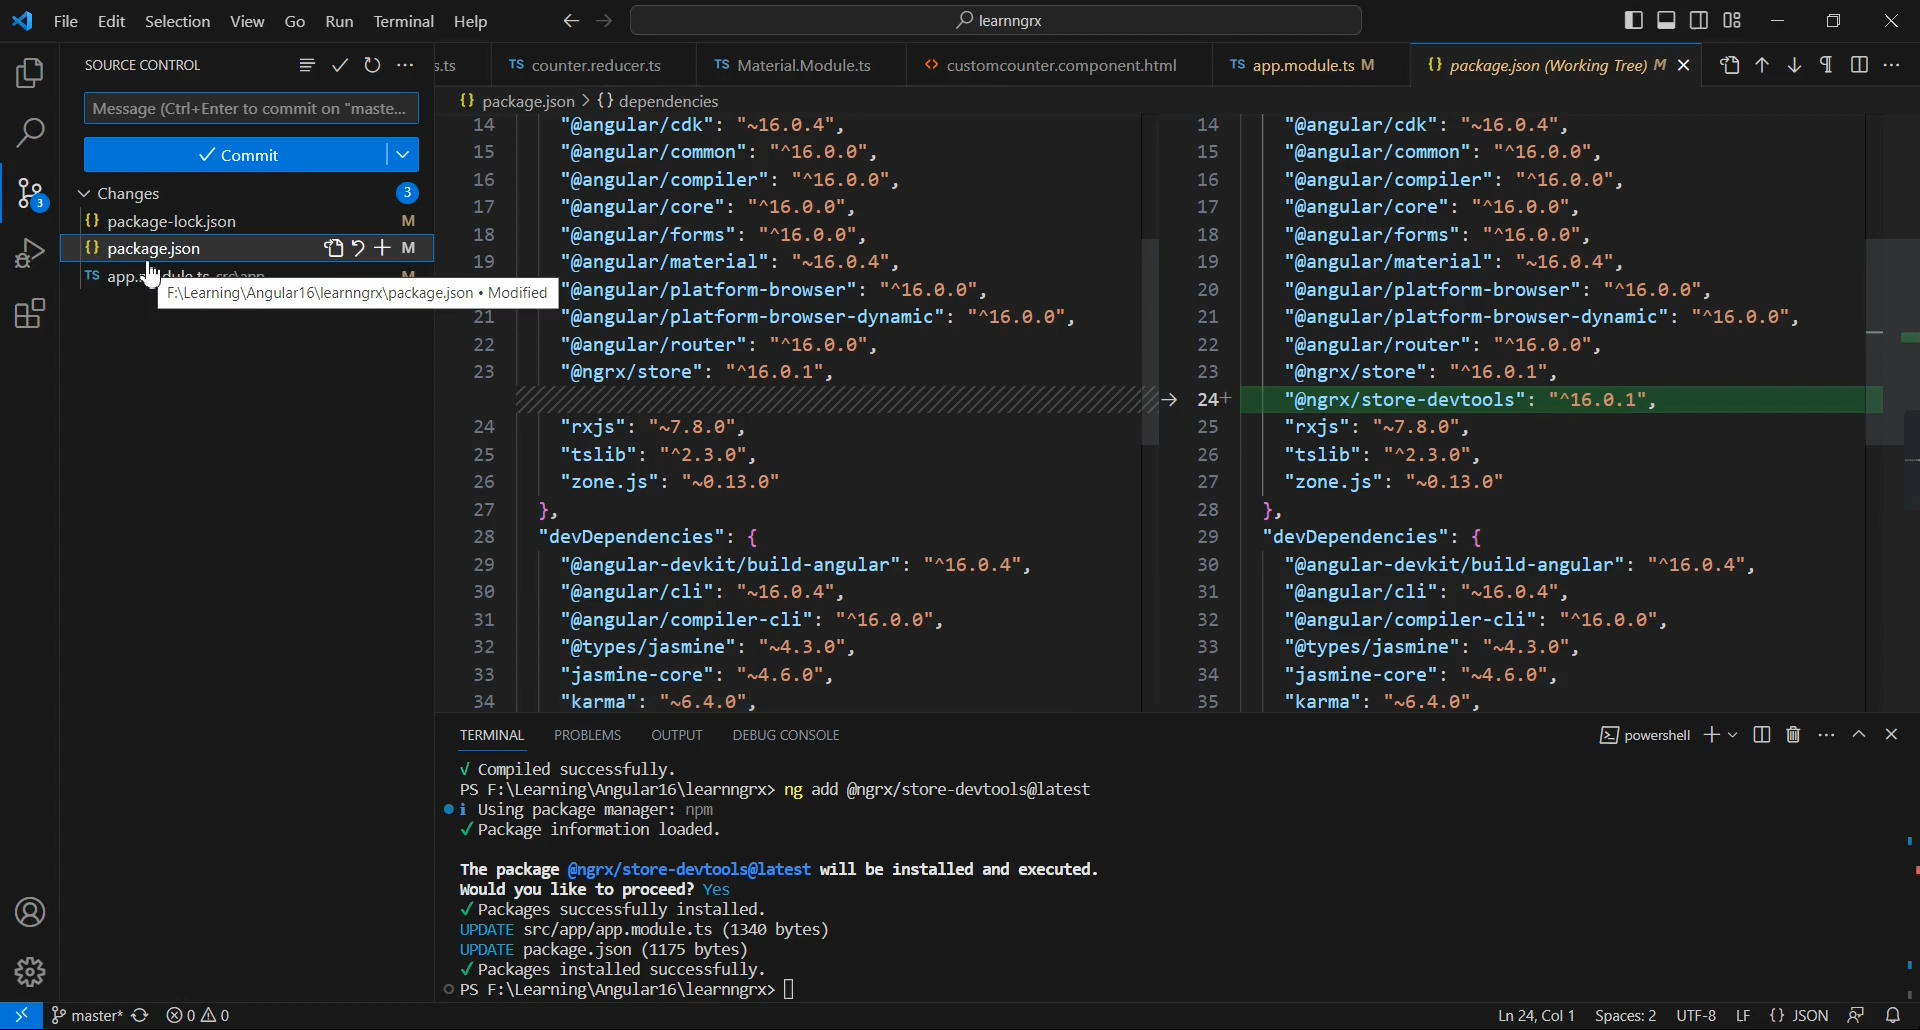 File Edit Selection View Go Run Terminal Help
learnngrx
SOURCE CONTROL
s.ts
TS counter.reducer.ts
TS Material.Module.ts
<> customcounter.component.html
TS app.module.ts M
{} package.json (Working Tree) M
Message (Ctrl+Enter to commit on "maste...
Commit
Changes
3
{} package-lock.json M
{} package.json M
TS app.
F:\Learning\Angular16\learnngrx\package.json • Modified
3
{} package.json > {} dependencies
14 "@angular/cdk": "~16.0.4",
15 "@angular/common": "^16.0.0",
16 "@angular/compiler": "^16.0.0",
17 "@angular/core": "^16.0.0",
18 "@angular/forms": "^16.0.0",
19 "@angular/material": "~16.0.4",
"@angular/platform-browser": "^16.0.0",
21 "@angular/platform-browser-dynamic": "^16.0.0",
22 "@angular/router": "^16.0.0",
23 "@ngrx/store": "^16.0.1",
24 "rxjs": "~7.8.0",
25 "tslib": "^2.3.0",
26 "zone.js": "~0.13.0"
27 },
28 "devDependencies": {
29 "@angular-devkit/build-angular": "^16.0.4",
30 "@angular/cli": "~16.0.4",
31 "@angular/compiler-cli": "^16.0.0",
32 "@types/jasmine": "~4.3.0",
33 "jasmine-core": "~4.6.0",
34 "karma": "~6.4.0",
14 "@angular/cdk": "~16.0.4",
15 "@angular/common": "^16.0.0",
16 "@angular/compiler": "^16.0.0",
17 "@angular/core": "^16.0.0",
18 "@angular/forms": "^16.0.0",
19 "@angular/material": "~16.0.4",
20 "@angular/platform-browser": "^16.0.0",
21 "@angular/platform-browser-dynamic": "^16.0.0",
22 "@angular/router": "^16.0.0",
23 "@ngrx/store": "^16.0.1",
24+ "@ngrx/store-devtools": "^16.0.1",
25 "rxjs": "~7.8.0",
26 "tslib": "^2.3.0",
27 "zone.js": "~0.13.0"
28 },
29 "devDependencies": {
30 "@angular-devkit/build-angular": "^16.0.4",
31 "@angular/cli": "~16.0.4",
32 "@angular/compiler-cli": "^16.0.0",
33 "@types/jasmine": "~4.3.0",
34 "jasmine-core": "~4.6.0",
35 "karma": "~6.4.0",
TERMINAL PROBLEMS OUTPUT DEBUG CONSOLE
powershell
√ Compiled successfully.
PS F:\Learning\Angular16\learnngrx> ng add @ngrx/store-devtools@latest
i Using package manager: npm
√ Package information loaded.
The package @ngrx/store-devtools@latest will be installed and executed.
Would you like to proceed? Yes
√ Packages successfully installed.
UPDATE src/app/app.module.ts (1340 bytes)
UPDATE package.json (1175 bytes)
√ Packages installed successfully.
PS F:\Learning\Angular16\learnngrx>
master* 0 0
Ln 24, Col 1 Spaces: 2 UTF-8 LF {} JSON